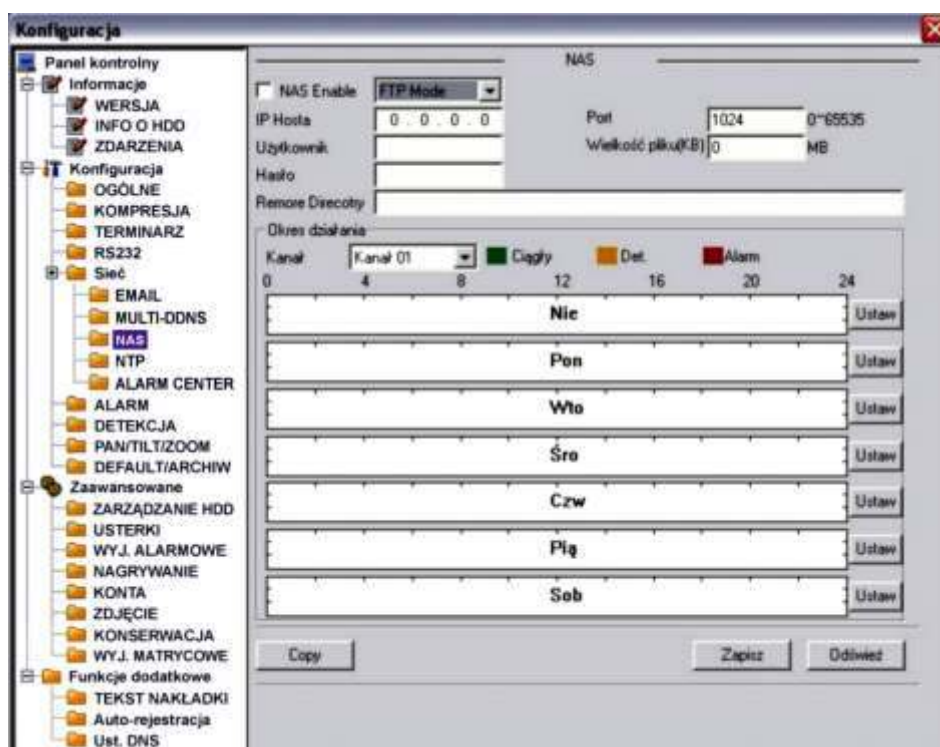 Konfiguracja
Panel kontrolny
Informacje
WERSJA
INFO O HDD
ZDARZENIA
Konfiguracja
OGÓLNE
KOMPRESJA
TERMINARZ
RS232
Sieć
EMAIL
MULTI-DDNS
NAS
NTP
ALARM CENTER
ALARM
DETEKCJA
PAN/TILT/ZOOM
DEFAULT/ARCHIW
Zaawansowane
ZARZĄDZANIE HDD
USTERKI
WYJ. ALARMOWE
NAGRYWANIE
KONTA
ZDJĘCIE
KONSERWACJA
WYJ. MATRYCOWE
Funkcje dodatkowe
TEKST NAKŁADKI
Auto-rejestracja
Ust. DNS
NAS
NAS Enable FTP Mode
IP Hosta 0 . 0 . 0 . 0 Port 1024 0~65535
Użytkownik Wielkość pliku(KB) 0 MB
Hasło
Remore Direcotry
Okres działania
Kanał Kanał 01 Ciągły Det. Alarm
0 4 8 12 16 20 24
Nie Ustaw
Pon Ustaw
Wto Ustaw
Śro Ustaw
Czw Ustaw
Pią Ustaw
Sob Ustaw
Copy Zapisz Odśwież